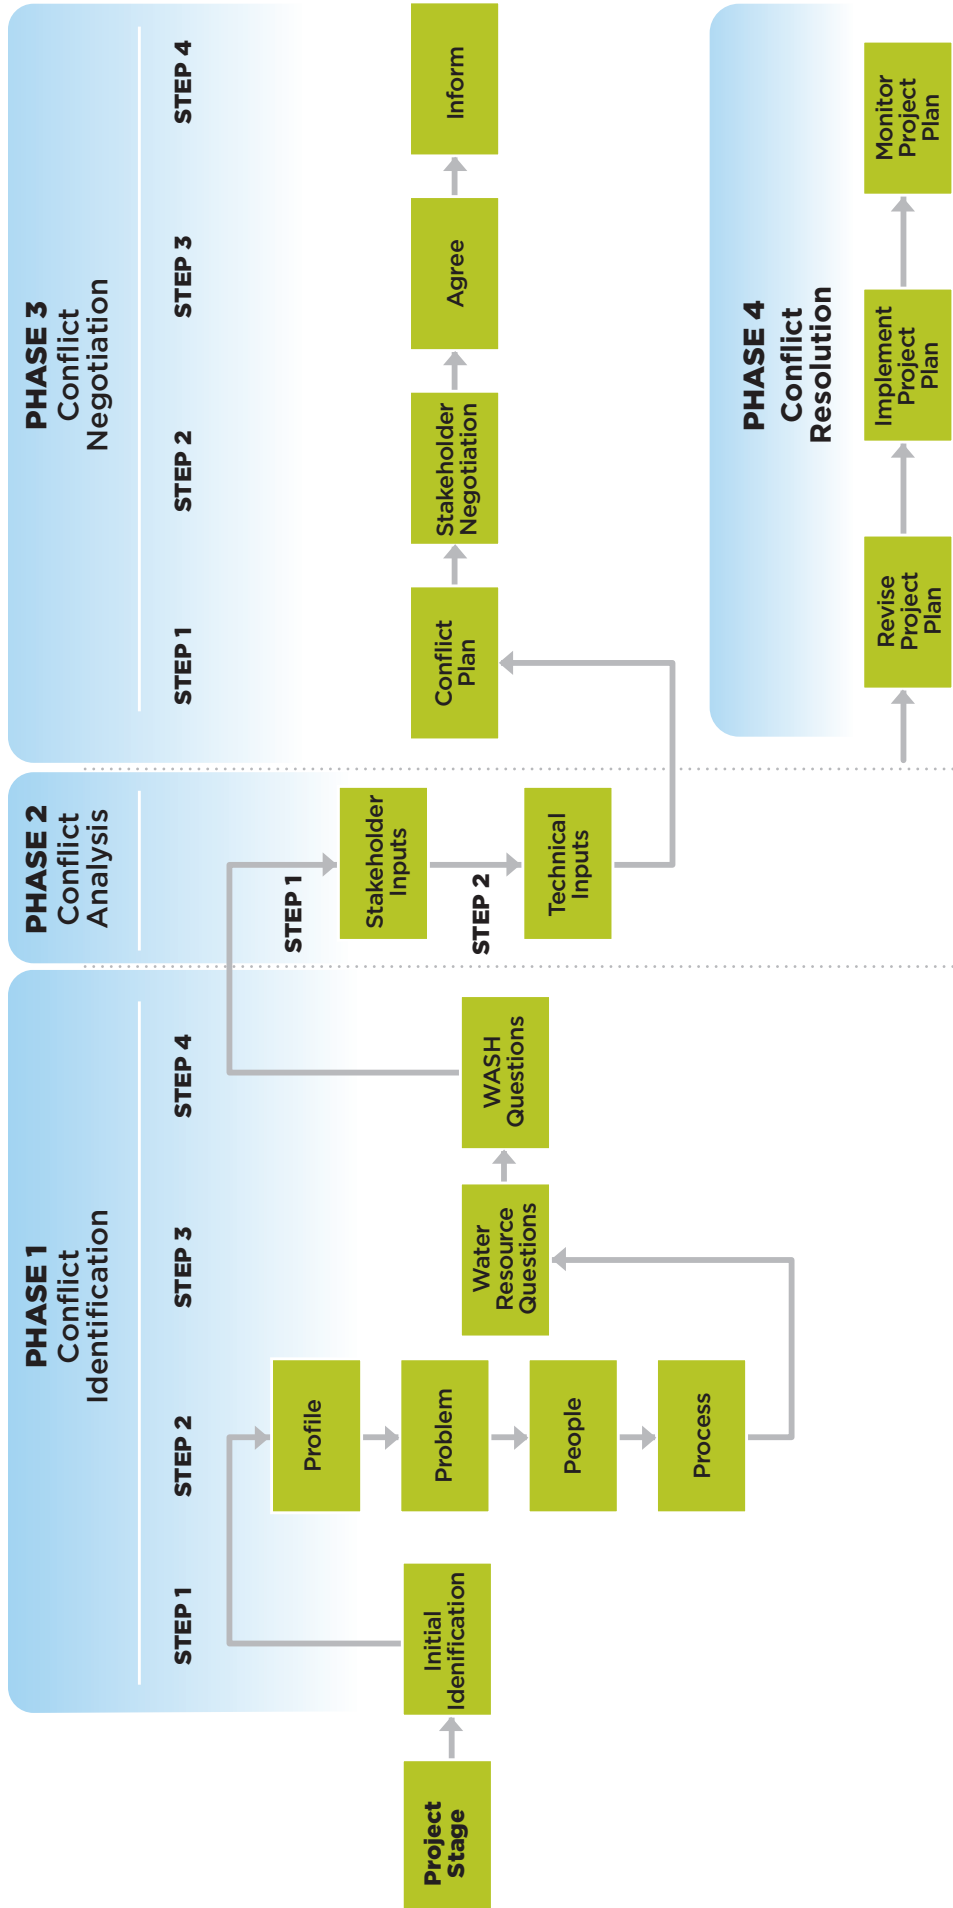 PHASE 1
Conflict
Identification
STEP 1
STEP 2
STEP 3
STEP 4
Project
Stage
Initial
Idenification
Profile
Problem
People
Process
Water
Resource
Questions
WASH
Questions
PHASE 2
Conflict
Analysis
STEP 1
Stakeholder
Inputs
STEP 2
Technical
Inputs
PHASE 3
Conflict
Negotiation
STEP 1
STEP 2
STEP 3
STEP 4
Conflict
Plan
Stakeholder
Negotiation
Agree
Inform
PHASE 4
Conflict
Resolution
Revise
Project
Plan
Implement
Project
Plan
Monitor
Project
Plan